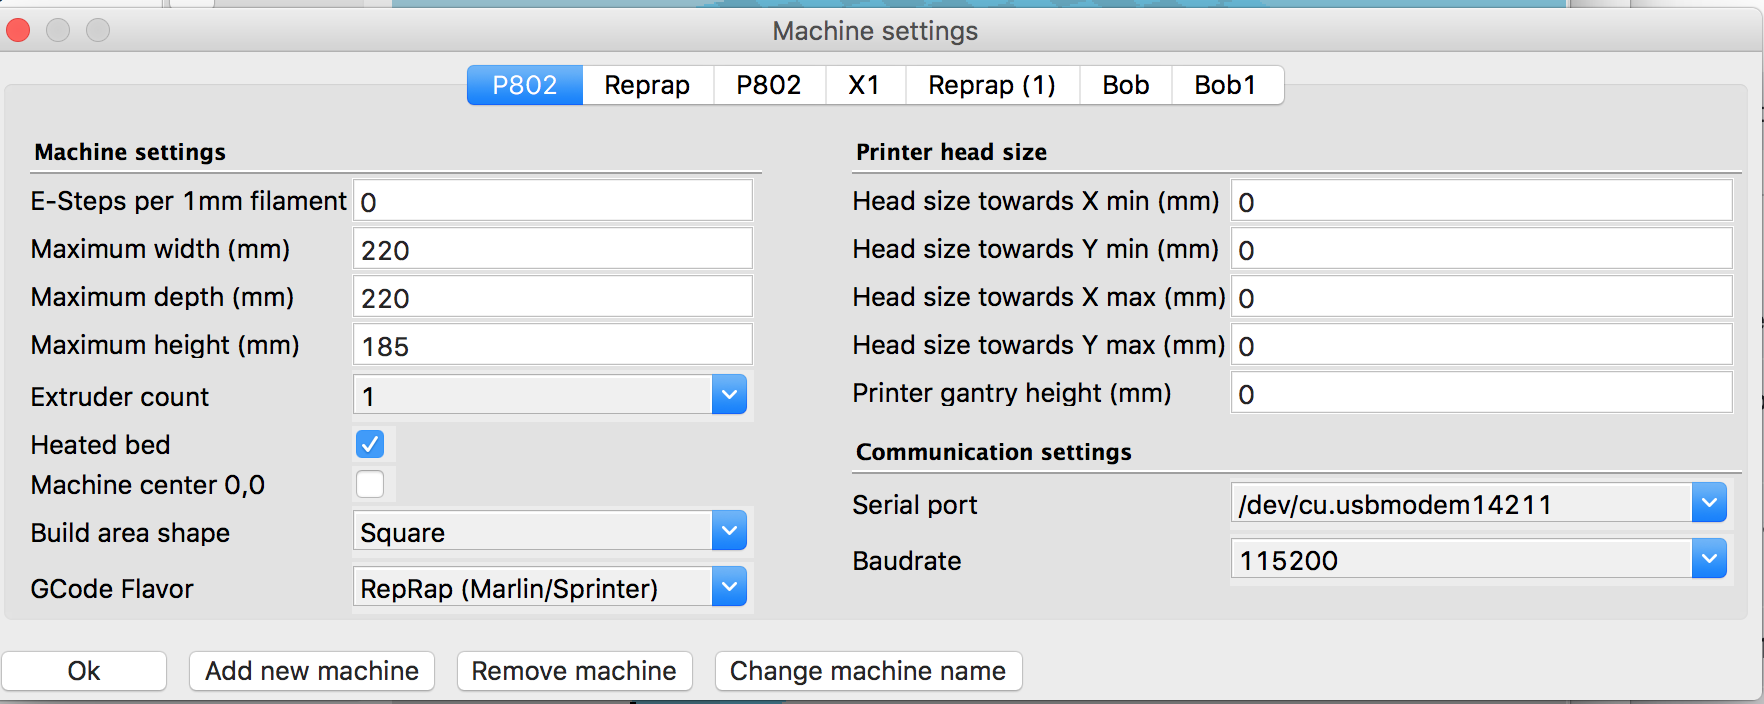 Machine settings
P802 Reprap P802 X1 Reprap (1) Bob Bob1
Machine settings
E-Steps per 1mm filament 0
Maximum width (mm) 220
Maximum depth (mm) 220
Maximum height (mm) 185
Extruder count 1
Heated bed
Machine center 0,0
Build area shape Square
GCode Flavor RepRap (Marlin/Sprinter)
Printer head size
Head size towards X min (mm) 0
Head size towards Y min (mm) 0
Head size towards X max (mm) 0
Head size towards Y max (mm) 0
Printer gantry height (mm) 0
Communication settings
Serial port /dev/cu.usbmodem14211
Baudrate 115200
Ok Add new machine Remove machine Change machine name